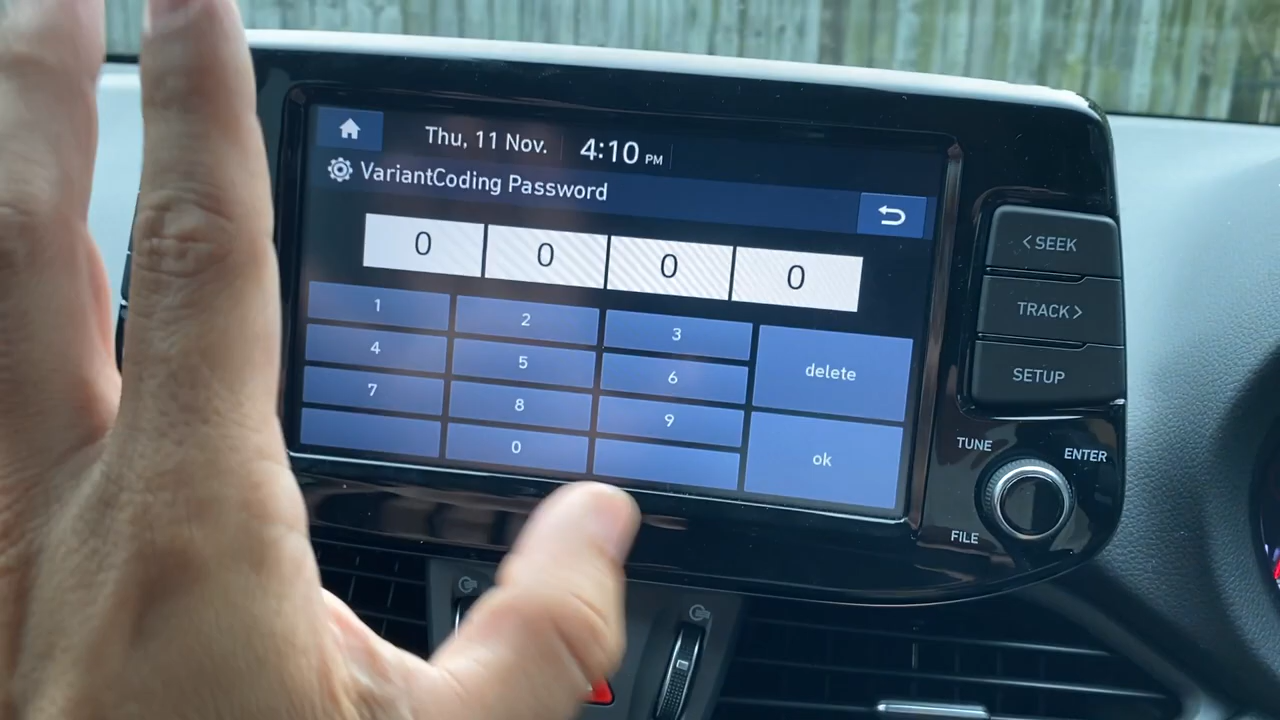 Thu, 11 Nov. 4:10 PM
VariantCoding Password
0 0 0 0
1 2 3
4 5 6 delete
7 8 9
0 ok
<SEEK
TRACK>
SETUP
TUNE ENTER
FILE